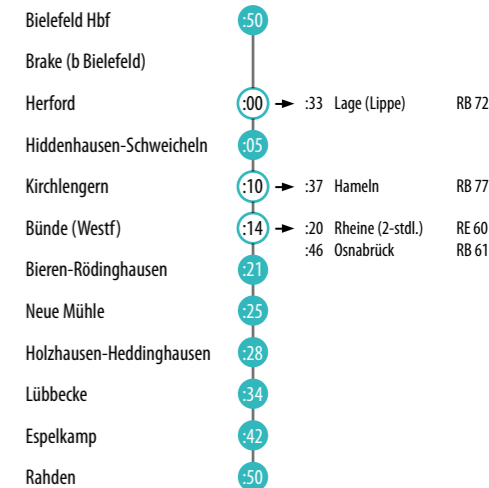 Bielefeld Hbf :50
Brake (b Bielefeld)
Herford :00 → :33 Lage (Lippe) RB 72
Hiddenhausen-Schweicheln :05
Kirchlengern :10 → :37 Hameln RB 77
Bünde (Westf) :14 → :20 Rheine (2-stdl.) RE 60
:46 Osnabrück RB 61
Bieren-Rödinghausen :21
Neue Mühle :25
Holzhausen-Heddinghausen :28
Lübbecke :34
Espelkamp :42
Rahden :50